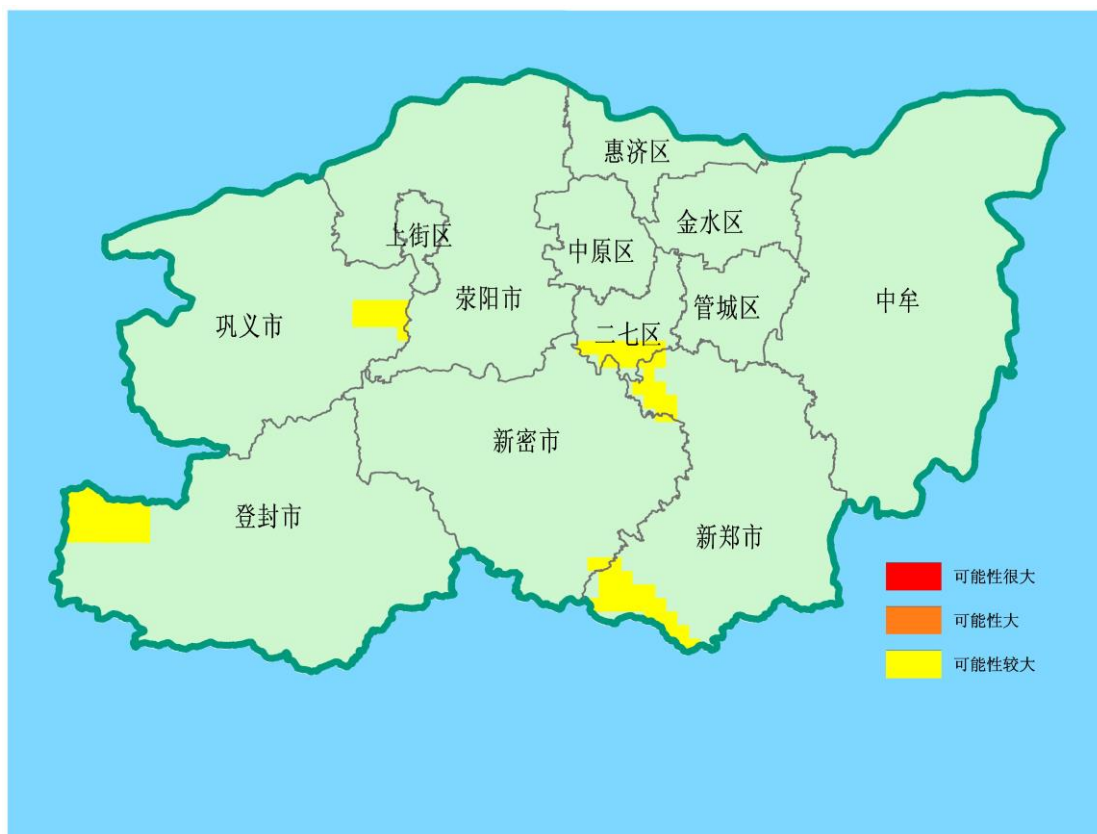 惠济区
金水区
上街区
中原区
荥阳市
管城区
中牟
巩义市
二七区
新密市
登封市
新郑市
可能性很大
可能性大
可能性较大